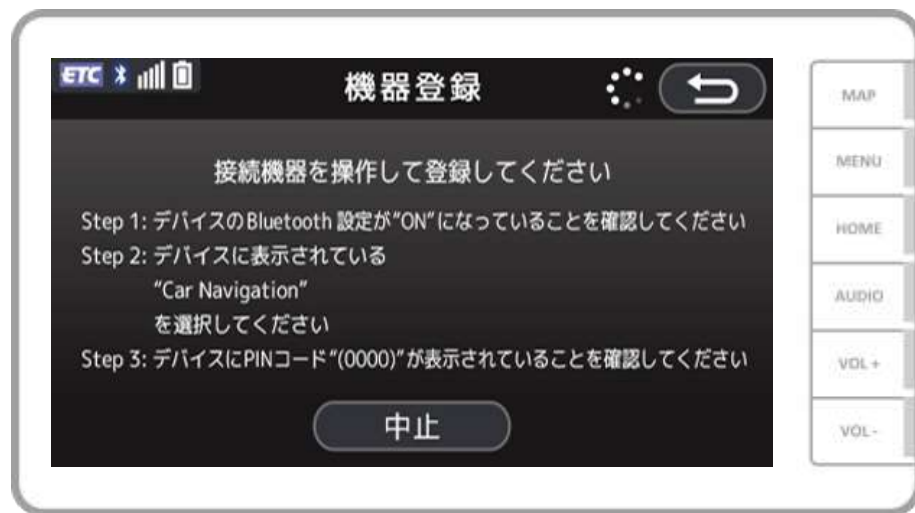 ETC
機器登録
接続機器を操作して登録してください
Step 1: デバイスのBluetooth 設定が"ON"になっていることを確認してください
Step 2: デバイスに表示されている
"Car Navigation"
を選択してください
Step 3: デバイスにPINコード"(0000)"が表示されていることを確認してください
中止
MAP
MENU
HOME
AUDIO
VOL +
VOL -